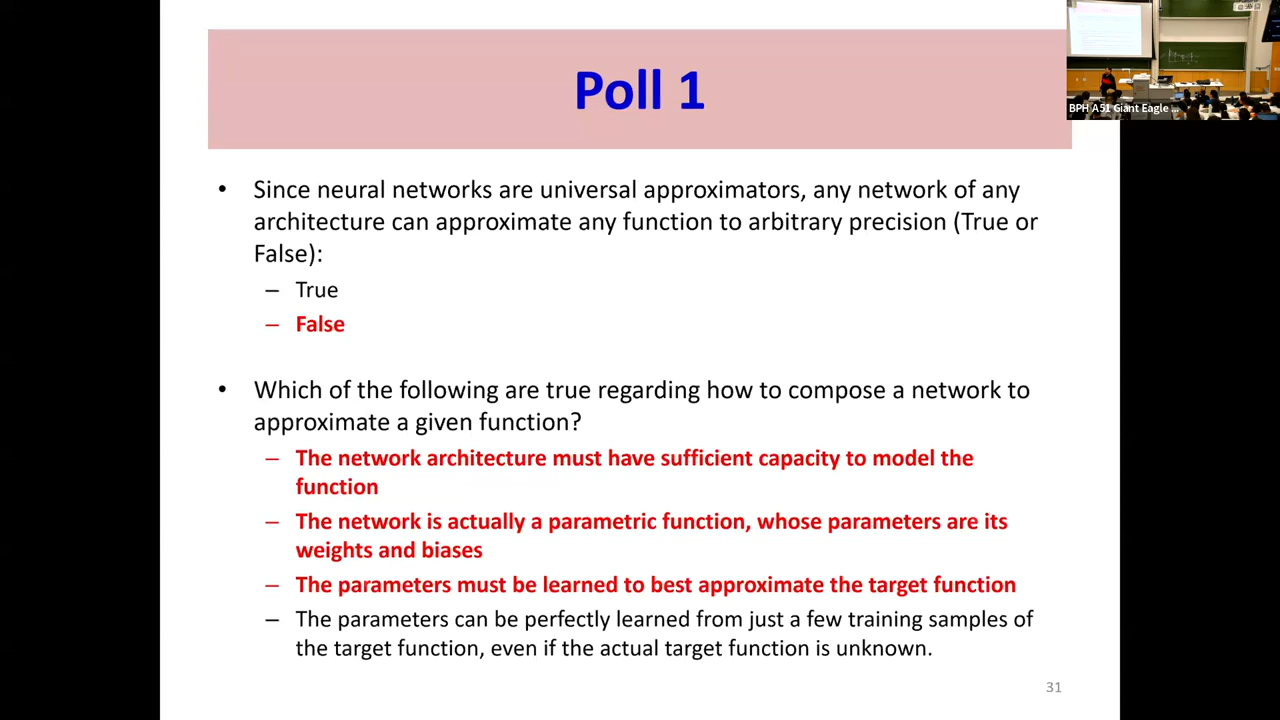 Poll 1
BPH A51 Giant Eagle ...
• Since neural networks are universal approximators, any network of any
architecture can approximate any function to arbitrary precision (True or
False):
– True
– False
• Which of the following are true regarding how to compose a network to
approximate a given function?
– The network architecture must have sufficient capacity to model the
function
– The network is actually a parametric function, whose parameters are its
weights and biases
– The parameters must be learned to best approximate the target function
– The parameters can be perfectly learned from just a few training samples of
the target function, even if the actual target function is unknown.
31